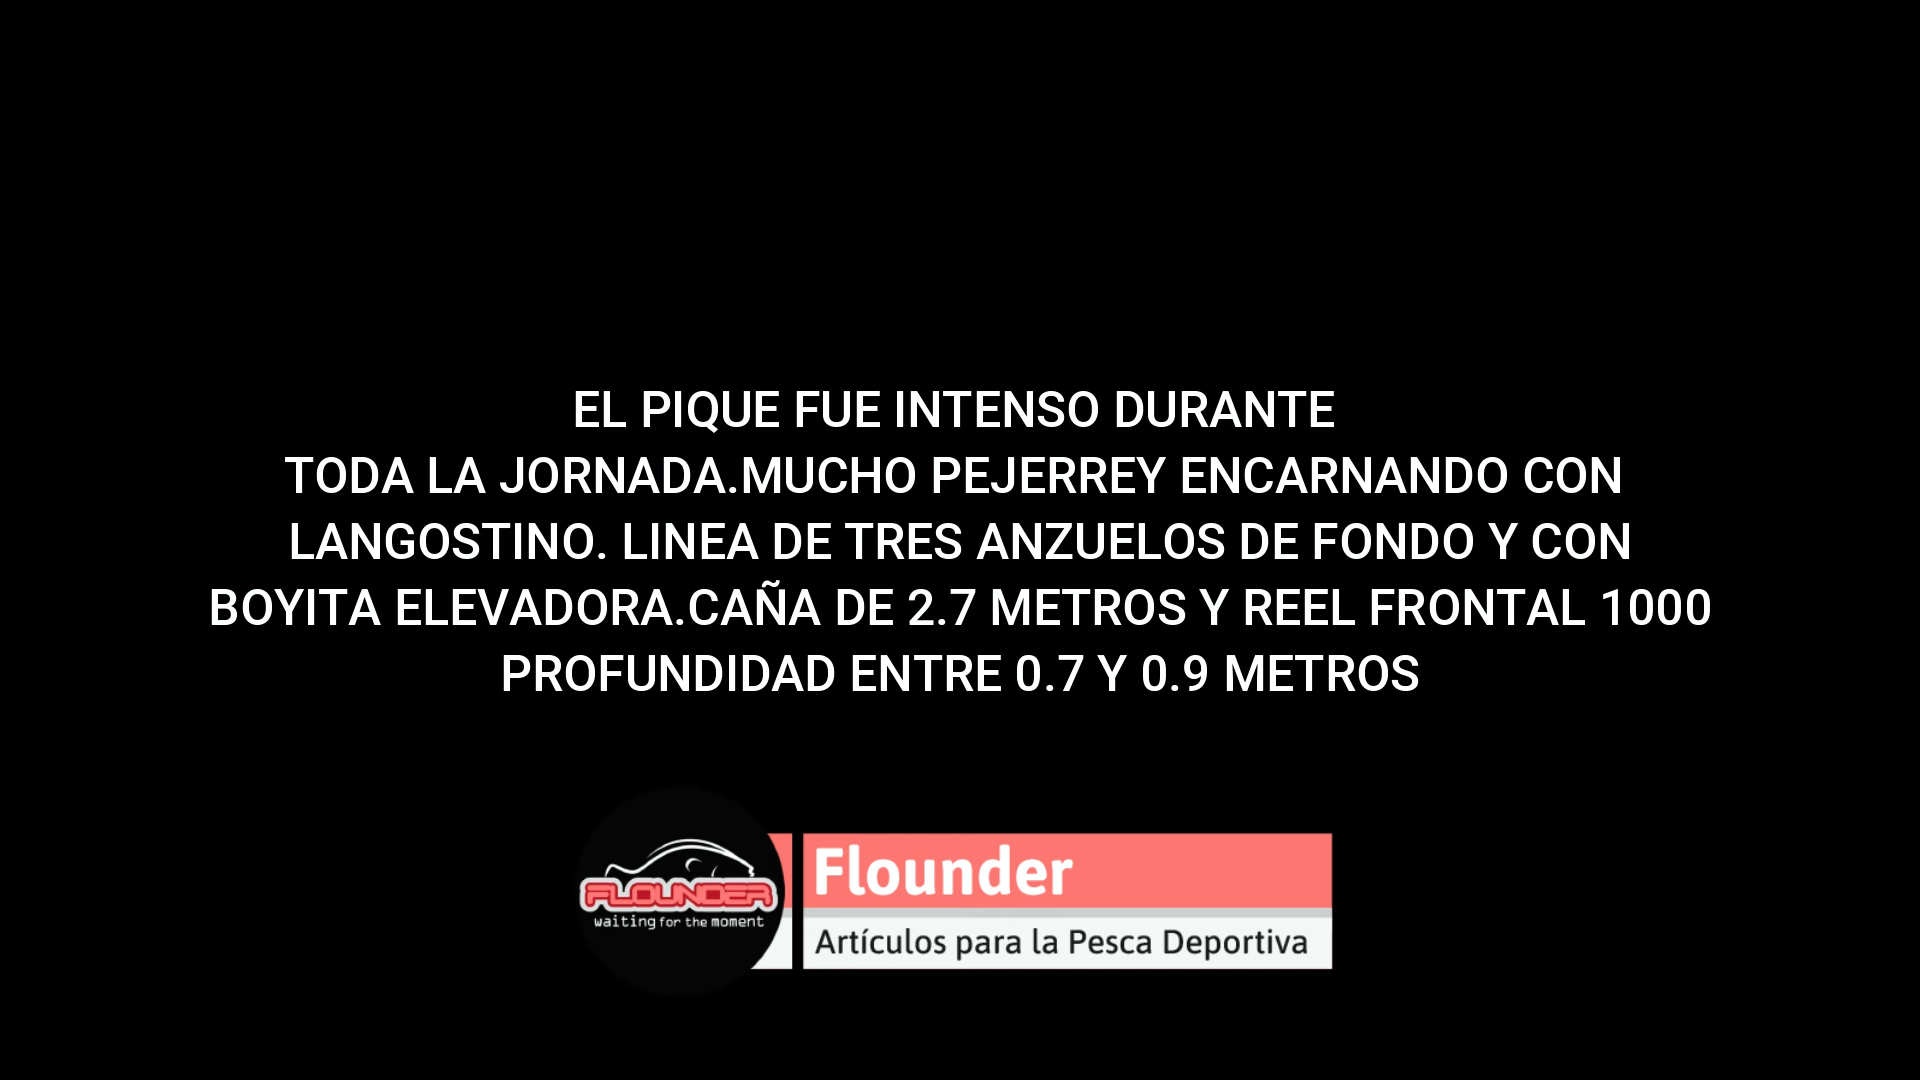 EL PIQUE FUE INTENSO DURANTE
TODA LA JORNADA.MUCHO PEJERREY ENCARNANDO CON
LANGOSTINO. LINEA DE TRES ANZUELOS DE FONDO Y CON
BOYITA ELEVADORA.CAÑA DE 2.7 METROS Y REEL FRONTAL 1000
PROFUNDIDAD ENTRE 0.7 Y 0.9 METROS
FLOUNDER
waiting for the moment
Flounder
Artículos para la Pesca Deportiva